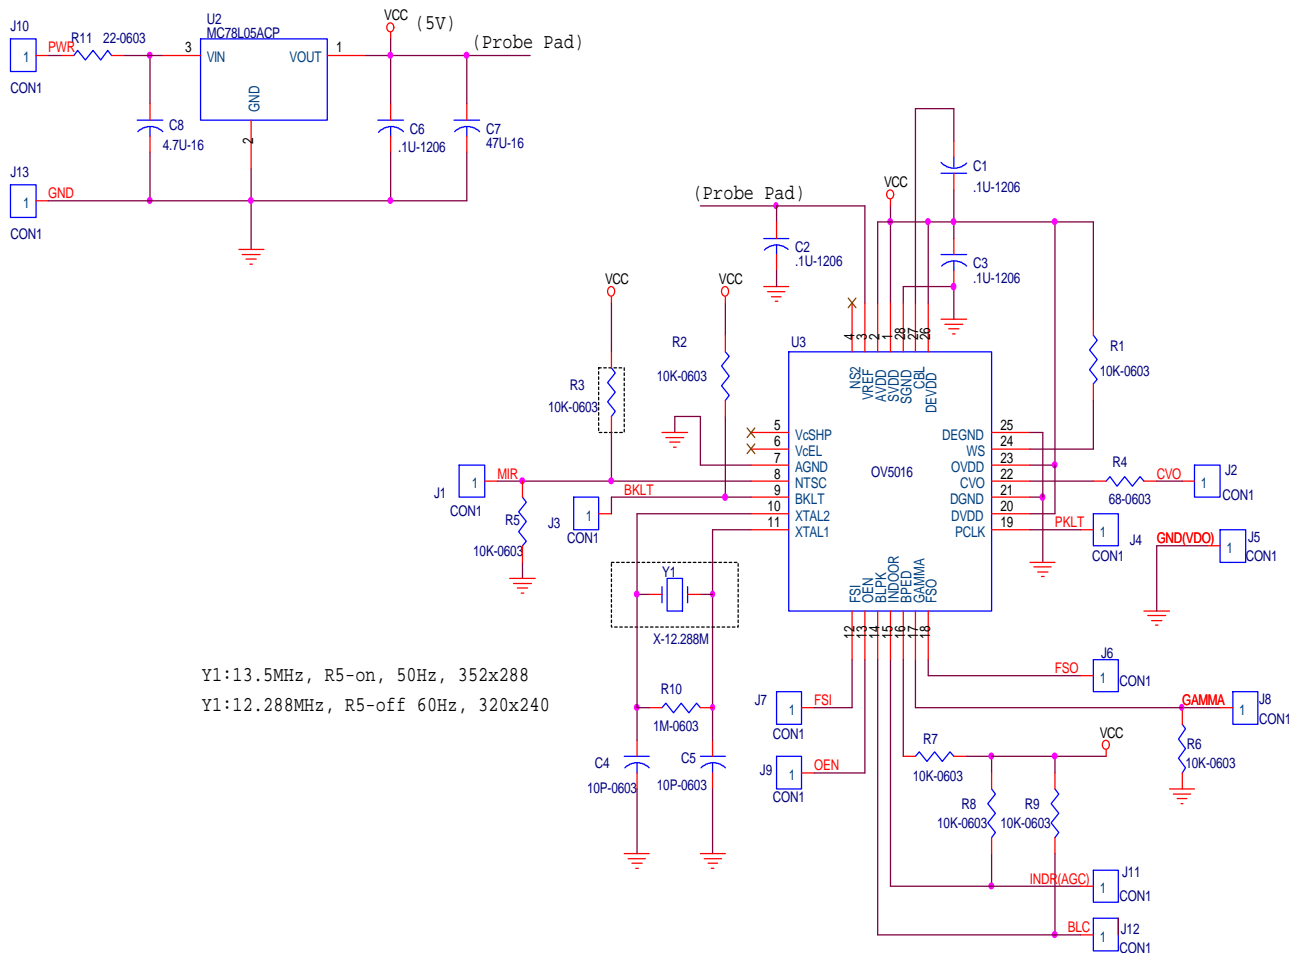 J10
PWR
1
CON1
R11 22-0603
U2
MC78L05ACP
3
VIN
VOUT
1
GND
2
VCC (5V)
(Probe Pad)
C8
4.7U-16
C6
.1U-1206
C7
47U-16
J13
GND
1
CON1
(Probe Pad)
VCC
C1
.1U-1206
C2
.1U-1206
C3
.1U-1206
VCC
VCC
R2
10K-0603
R3
10K-0603
R1
10K-0603
U3
4
3
2
1
28
27
26
NS2
VREF
AVDD
SVDD
SGND
CBL
DEVDD
5
VcSHP
6
VcEL
7
AGND
8
NTSC
9
BKLT
10
XTAL2
11
XTAL1
OV5016
DEGND
25
WS
24
OVDD
23
CVO
22
DGND
21
DVDD
20
PCLK
19
FSI
OEN
BLPK
INDOOR
BPED
GAMMA
FSO
12
13
14
15
16
17
18
J1
1
CON1
MIR
R5
10K-0603
J3
1
CON1
BKLT
R4
68-0603
CVO
J2
1
CON1
PKLT
1
J4
CON1
GND(VDO)
J5
1
CON1
Y1
X-12.288M
R10
1M-0603
C4
10P-0603
C5
10P-0603
Y1:13.5MHz, R5-on, 50Hz, 352x288
Y1:12.288MHz, R5-off 60Hz, 320x240
J7
1
CON1
FSI
J9
1
CON1
OEN
FSO
J6
1
CON1
GAMMA
J8
1
CON1
R6
10K-0603
R7
10K-0603
VCC
R8
10K-0603
R9
10K-0603
INDR(AGC)
J11
1
CON1
BLC
J12
1
CON1